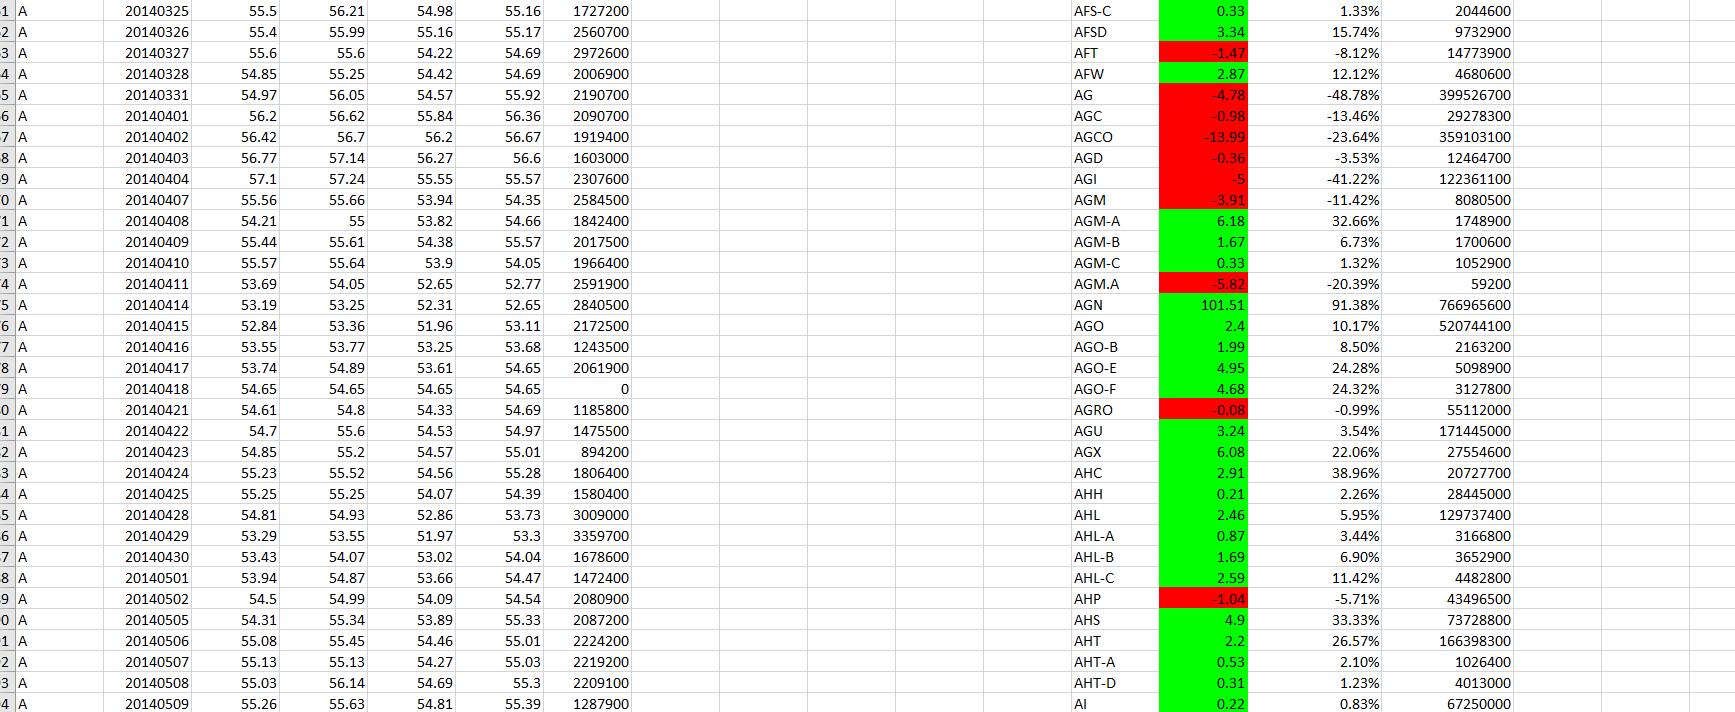 51 A 20140325 55.5 56.21 54.98 55.16 1727200 AFS-C 0.33 1.33% 2044600
2 A 20140326 55.4 55.99 55.16 55.17 2560700 AFSD 3.34 15.74% 9732900
3 A 20140327 55.6 55.6 54.22 54.69 2972600 AFT -1.47 -8.12% 14773900
4 A 20140328 54.85 55.25 54.42 54.69 2006900 AFW 2.87 12.12% 4680600
5 A 20140331 54.97 56.05 54.57 55.92 2190700 AG -4.78 -48.78% 399526700
6 A 20140401 56.2 56.62 55.84 56.36 2090700 AGC -0.98 -13.46% 29278300
7 A 20140402 56.42 56.7 56.2 56.67 1919400 AGCO -13.99 -23.64% 359103100
8 A 20140403 56.77 57.14 56.27 56.6 1603000 AGD -0.36 -3.53% 12464700
9 A 20140404 57.1 57.24 55.55 55.57 2307600 AGI -5 -41.22% 122361100
0 A 20140407 55.56 55.66 53.94 54.35 2584500 AGM -3.91 -11.42% 8080500
1 A 20140408 54.21 55 53.82 54.66 1842400 AGM-A 6.18 32.66% 1748900
2 A 20140409 55.44 55.61 54.38 55.57 2017500 AGM-B 1.67 6.73% 1700600
3 A 20140410 55.57 55.64 53.9 54.05 1966400 AGM-C 0.33 1.32% 1052900
4 A 20140411 53.69 54.05 52.65 52.77 2591900 AGM.A -5.82 -20.39% 59200
5 A 20140414 53.19 53.25 52.31 52.65 2840500 AGN 101.51 91.38% 766965600
6 A 20140415 52.84 53.36 51.96 53.11 2172500 AGO 2.4 10.17% 520744100
7 A 20140416 53.55 53.77 53.25 53.68 1243500 AGO-B 1.99 8.50% 2163200
8 A 20140417 53.74 54.89 53.61 54.65 2061900 AGO-E 4.95 24.28% 5098900
9 A 20140418 54.65 54.65 54.65 54.65 0 AGO-F 4.68 24.32% 3127800
0 A 20140421 54.61 54.8 54.33 54.69 1185800 AGRO -0.08 -0.99% 55112000
1 A 20140422 54.7 55.6 54.53 54.97 1475500 AGU 3.24 3.54% 171445000
2 A 20140423 54.85 55.2 54.57 55.01 894200 AGX 6.08 22.06% 27554600
3 A 20140424 55.23 55.52 54.56 55.28 1806400 AHC 2.91 38.96% 20727700
4 A 20140425 55.25 55.25 54.07 54.39 1580400 AHH 0.21 2.26% 28445000
5 A 20140428 54.81 54.93 52.86 53.73 3009000 AHL 2.46 5.95% 129737400
6 A 20140429 53.29 53.55 51.97 53.3 3359700 AHL-A 0.87 3.44% 3166800
7 A 20140430 53.43 54.07 53.02 54.04 1678600 AHL-B 1.69 6.90% 3652900
8 A 20140501 53.94 54.87 53.66 54.47 1472400 AHL-C 2.59 11.42% 4482800
9 A 20140502 54.5 54.99 54.09 54.54 2080900 AHP -1.04 -5.71% 43496500
0 A 20140505 54.31 55.34 53.89 55.33 2087200 AHS 4.9 33.33% 73728800
1 A 20140506 55.08 55.45 54.46 55.01 2224200 AHT 2.2 26.57% 166398300
2 A 20140507 55.13 55.13 54.27 55.03 2219200 AHT-A 0.53 2.10% 1026400
3 A 20140508 55.03 56.14 54.69 55.3 2209100 AHT-D 0.31 1.23% 4013000
4 A 20140509 55.26 55.63 54.81 55.39 1287900 AI 0.22 0.83% 67250000